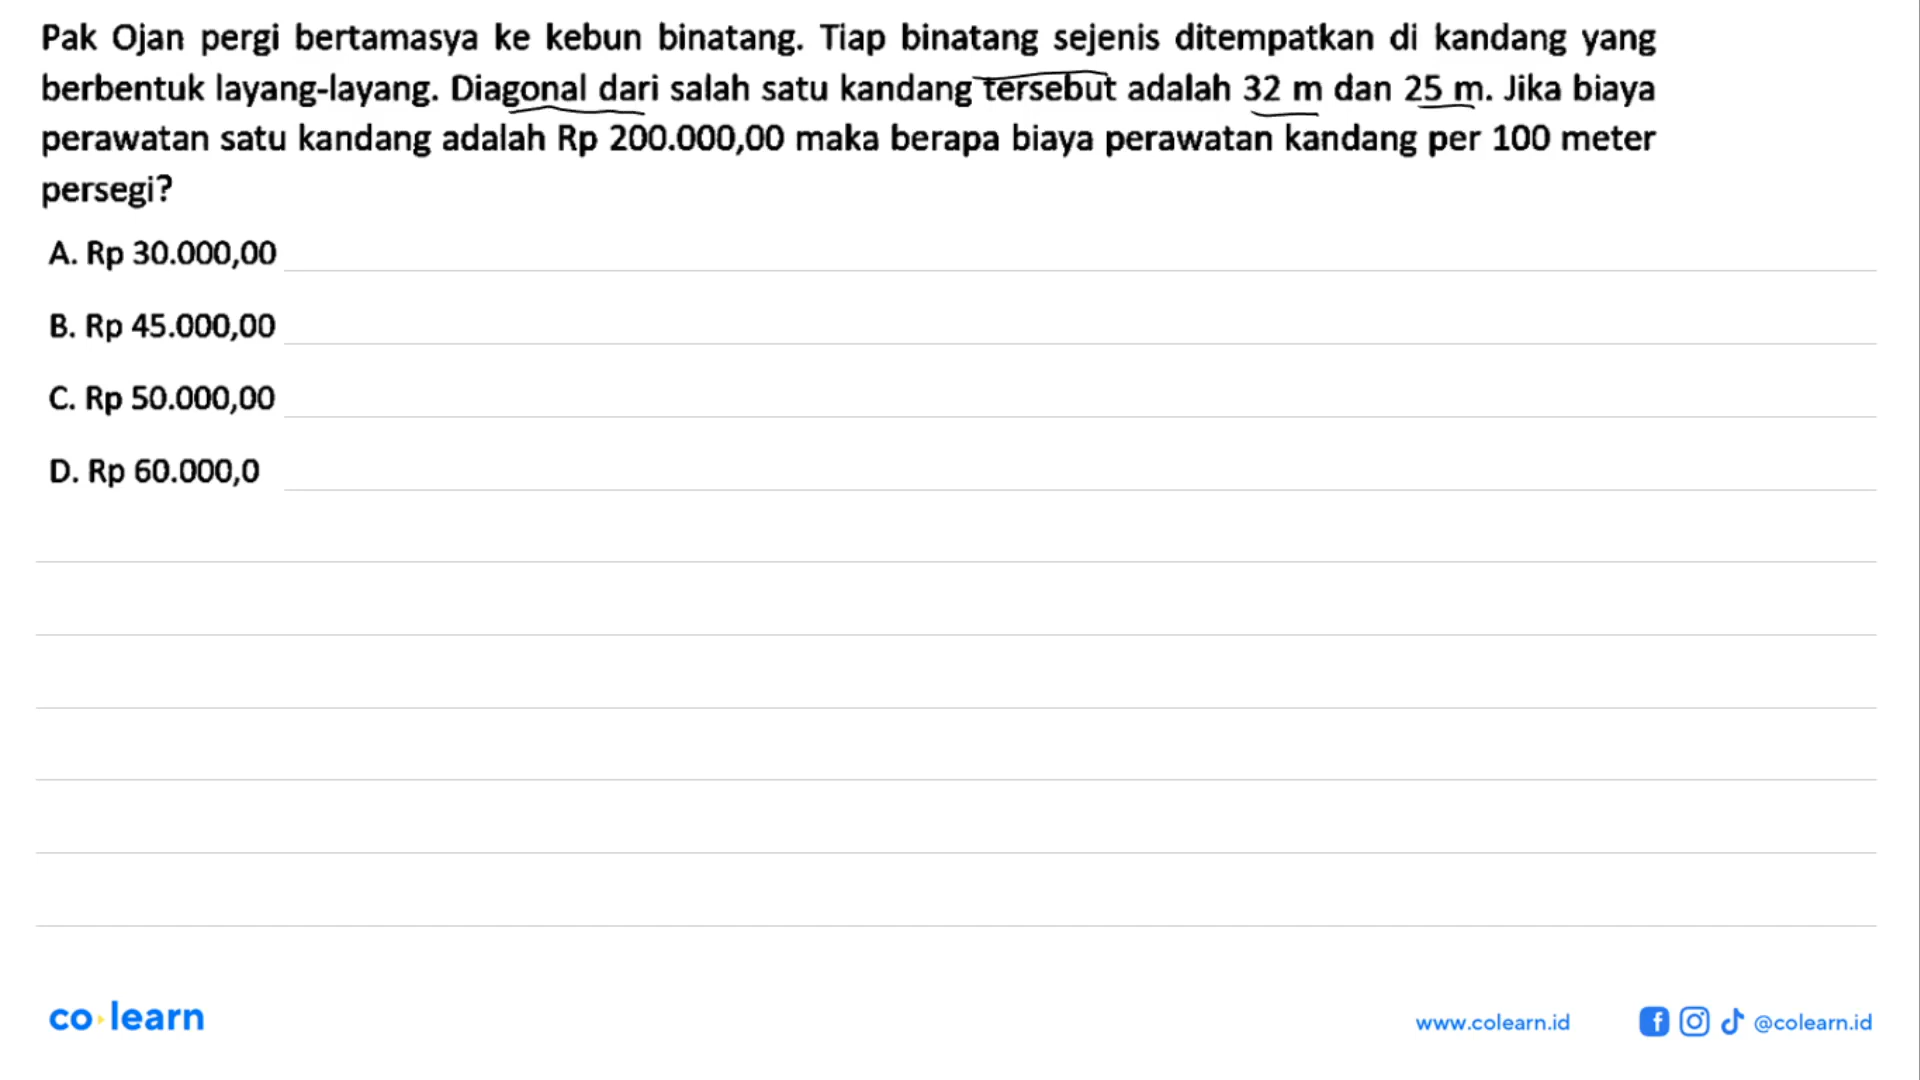 Pak Ojan pergi bertamasya ke kebun binatang. Tiap binatang sejenis ditempatkan di kandang yang
berbentuk layang-layang. Diagonal dari salah satu kandang tersebut adalah 32 m dan 25 m. Jika biaya
perawatan satu kandang adalah Rp 200.000,00 maka berapa biaya perawatan kandang per 100 meter
persegi?
A. Rp 30.000,00
B. Rp 45.000,00
C. Rp 50.000,00
D. Rp 60.000,0
co learn
www.colearn.id
@colearn.id